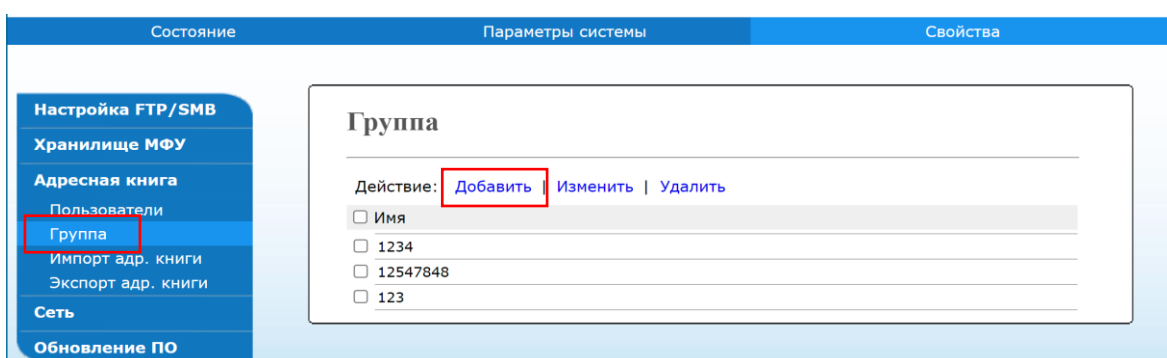 Состояние Параметры системы Свойства
Настройка FTP/SMB
Хранилище МФУ
Адресная книга
Пользователи
Группа
Импорт адр. книги
Экспорт адр. книги
Сеть
Обновление ПО
Группа
Действие: Добавить | Изменить | Удалить
Имя
1234
12547848
123